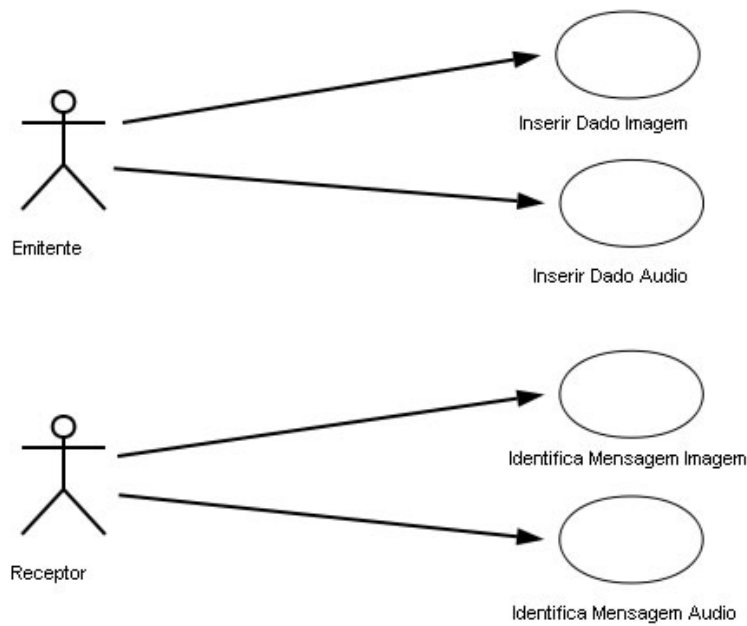 Inserir Dado Imagem
Emitente
Inserir Dado Audio
Identifica Mensagem Imagem
Receptor
Identifica Mensagem Audio